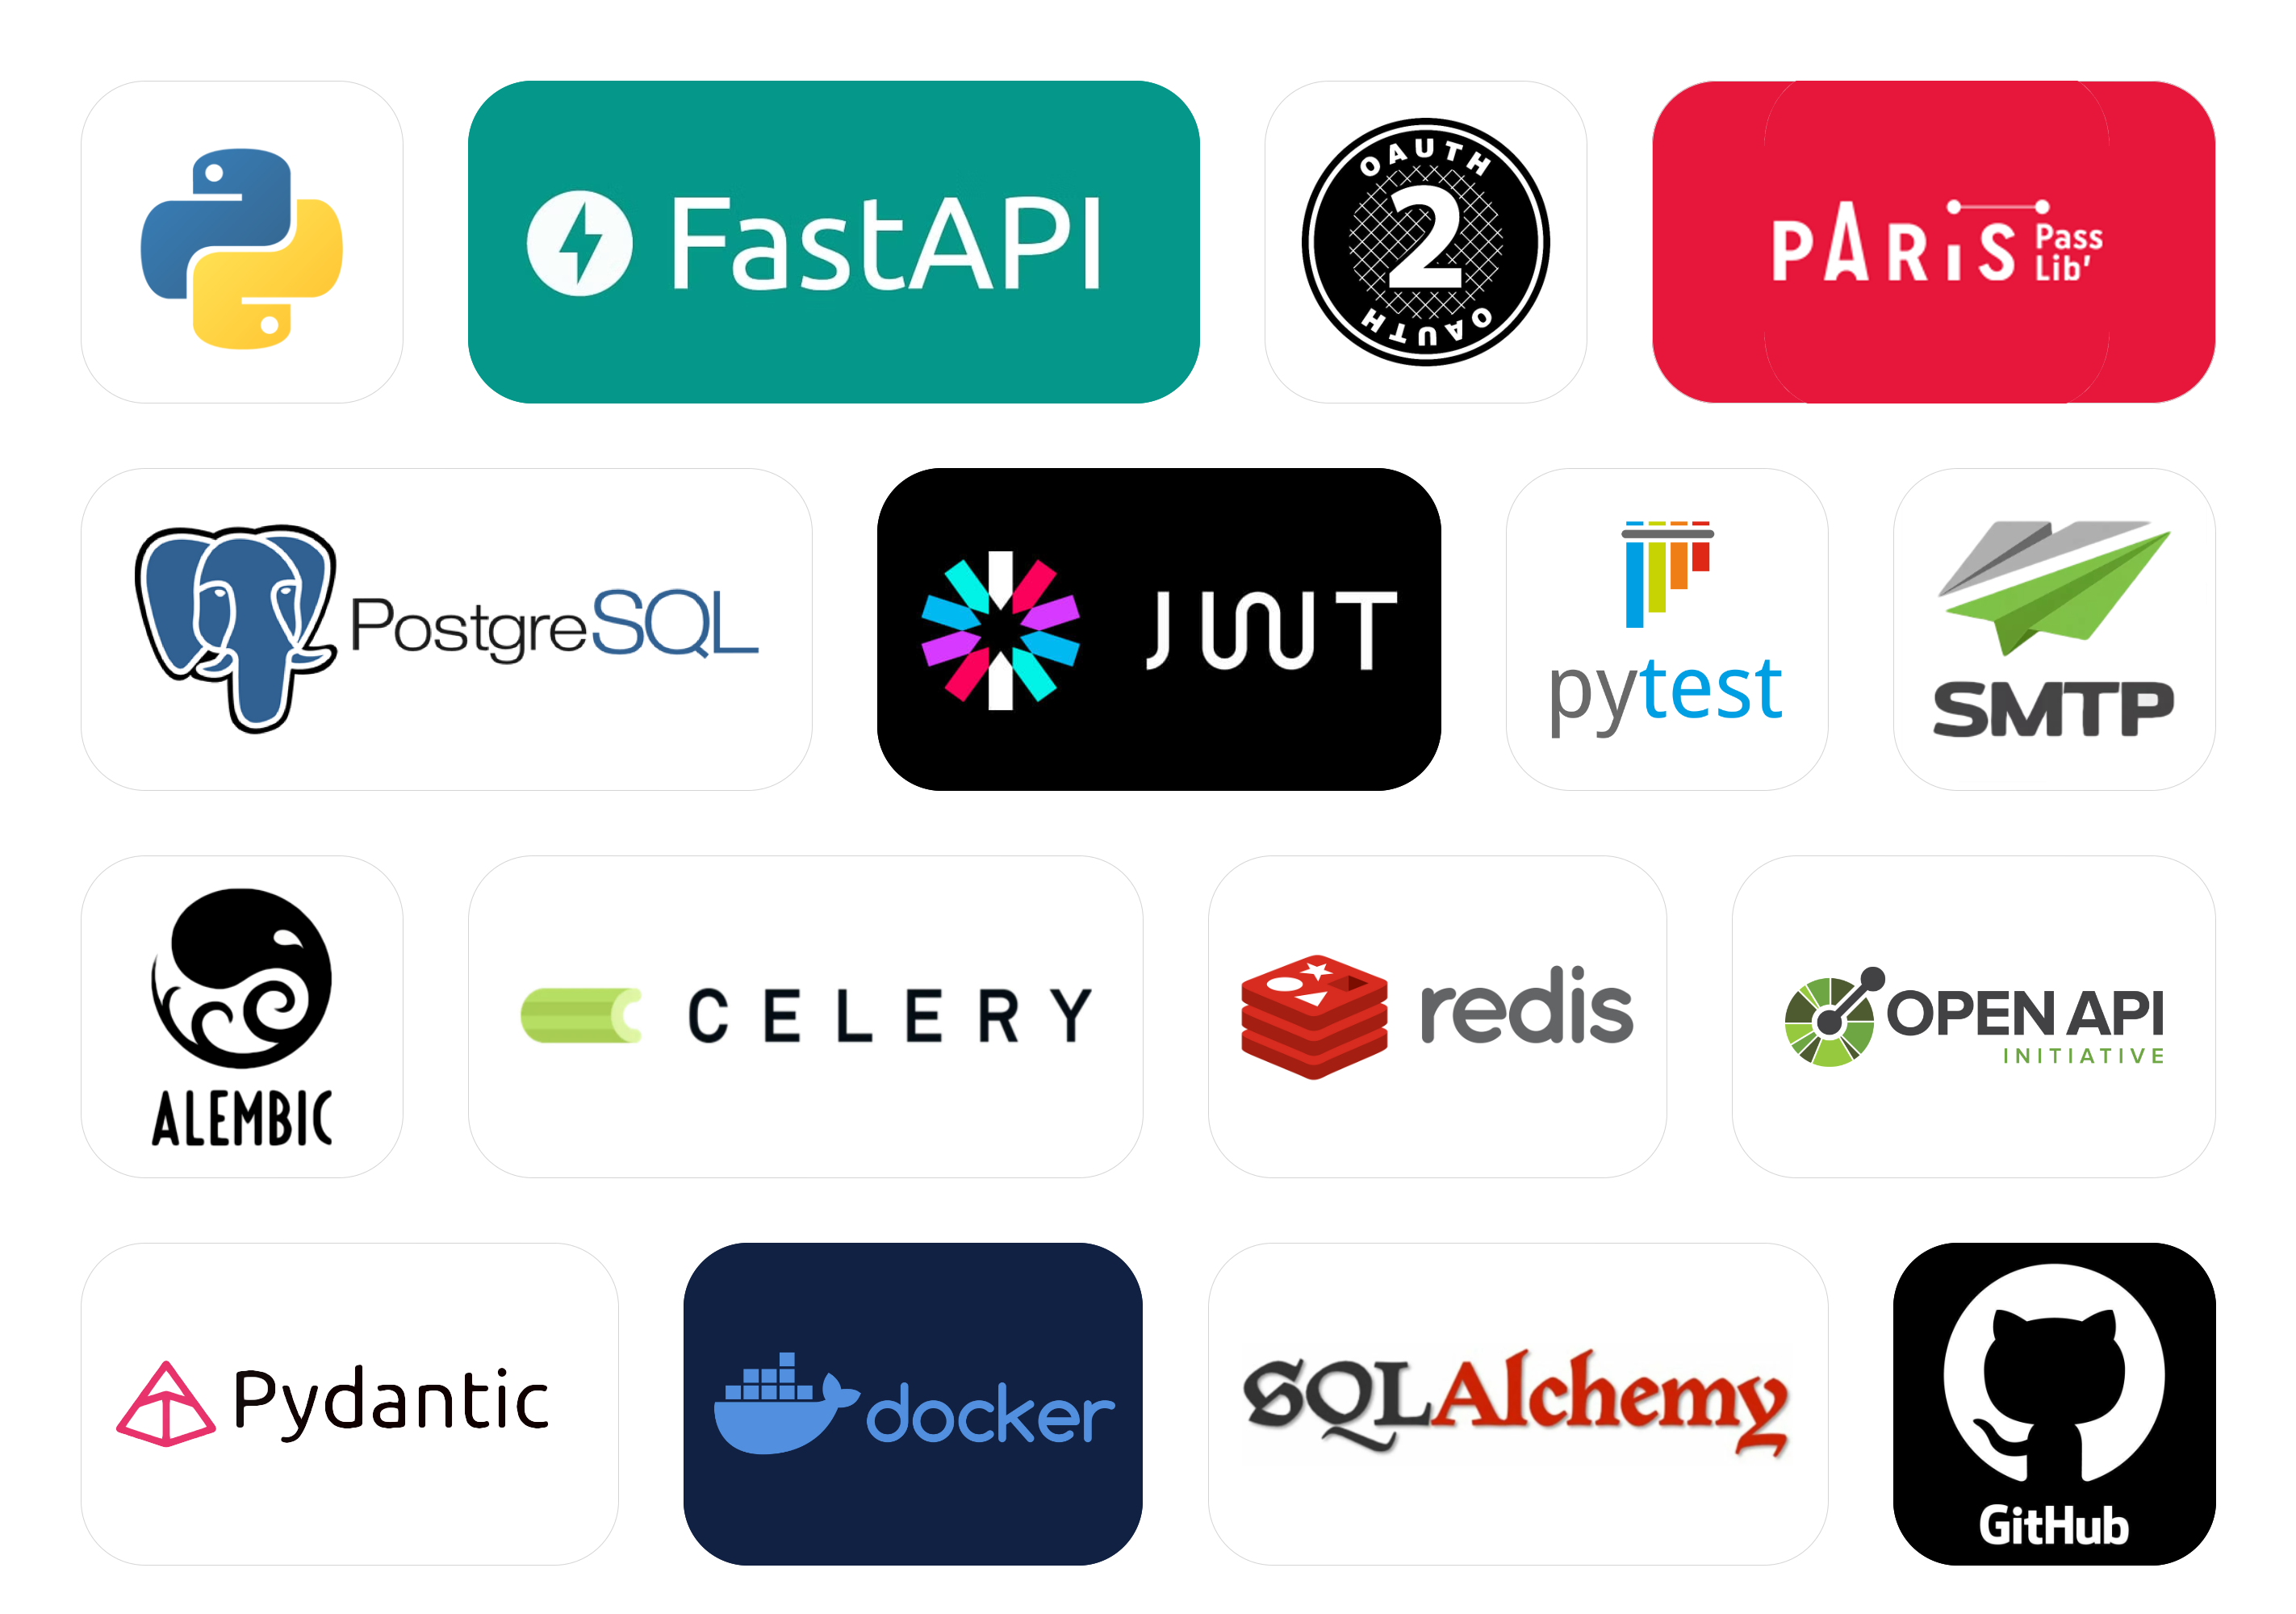 FastAPI
OAUTH
2
OAUTH
PARiS Pass
Lib'
PostgreSQL
JWT
pytest
SMTP
ALEMBIC
CELERY
redis
OPEN API
INITIATIVE
Pydantic
docker
SQLAlchemy
GitHub